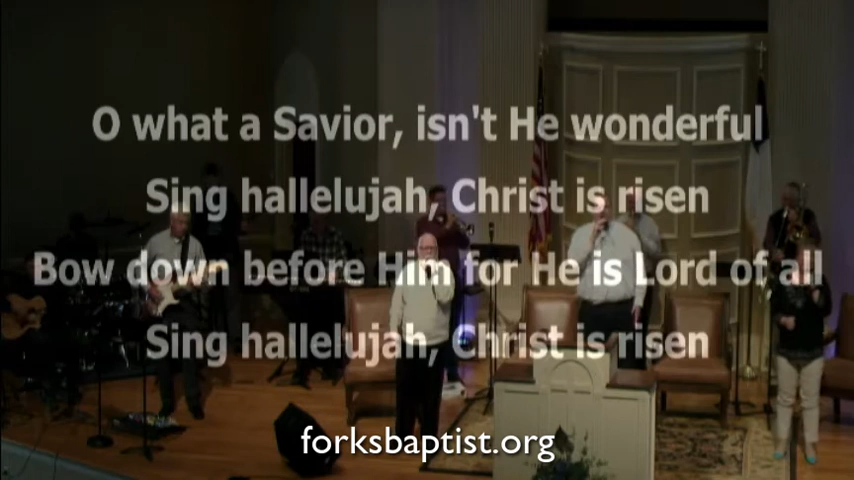 O what a Savior, isn't He wonderful
Sing hallelujah, Christ is risen
Bow down before Him for He is Lord of all
Sing hallelujah, Christ is risen
forksbaptist.org